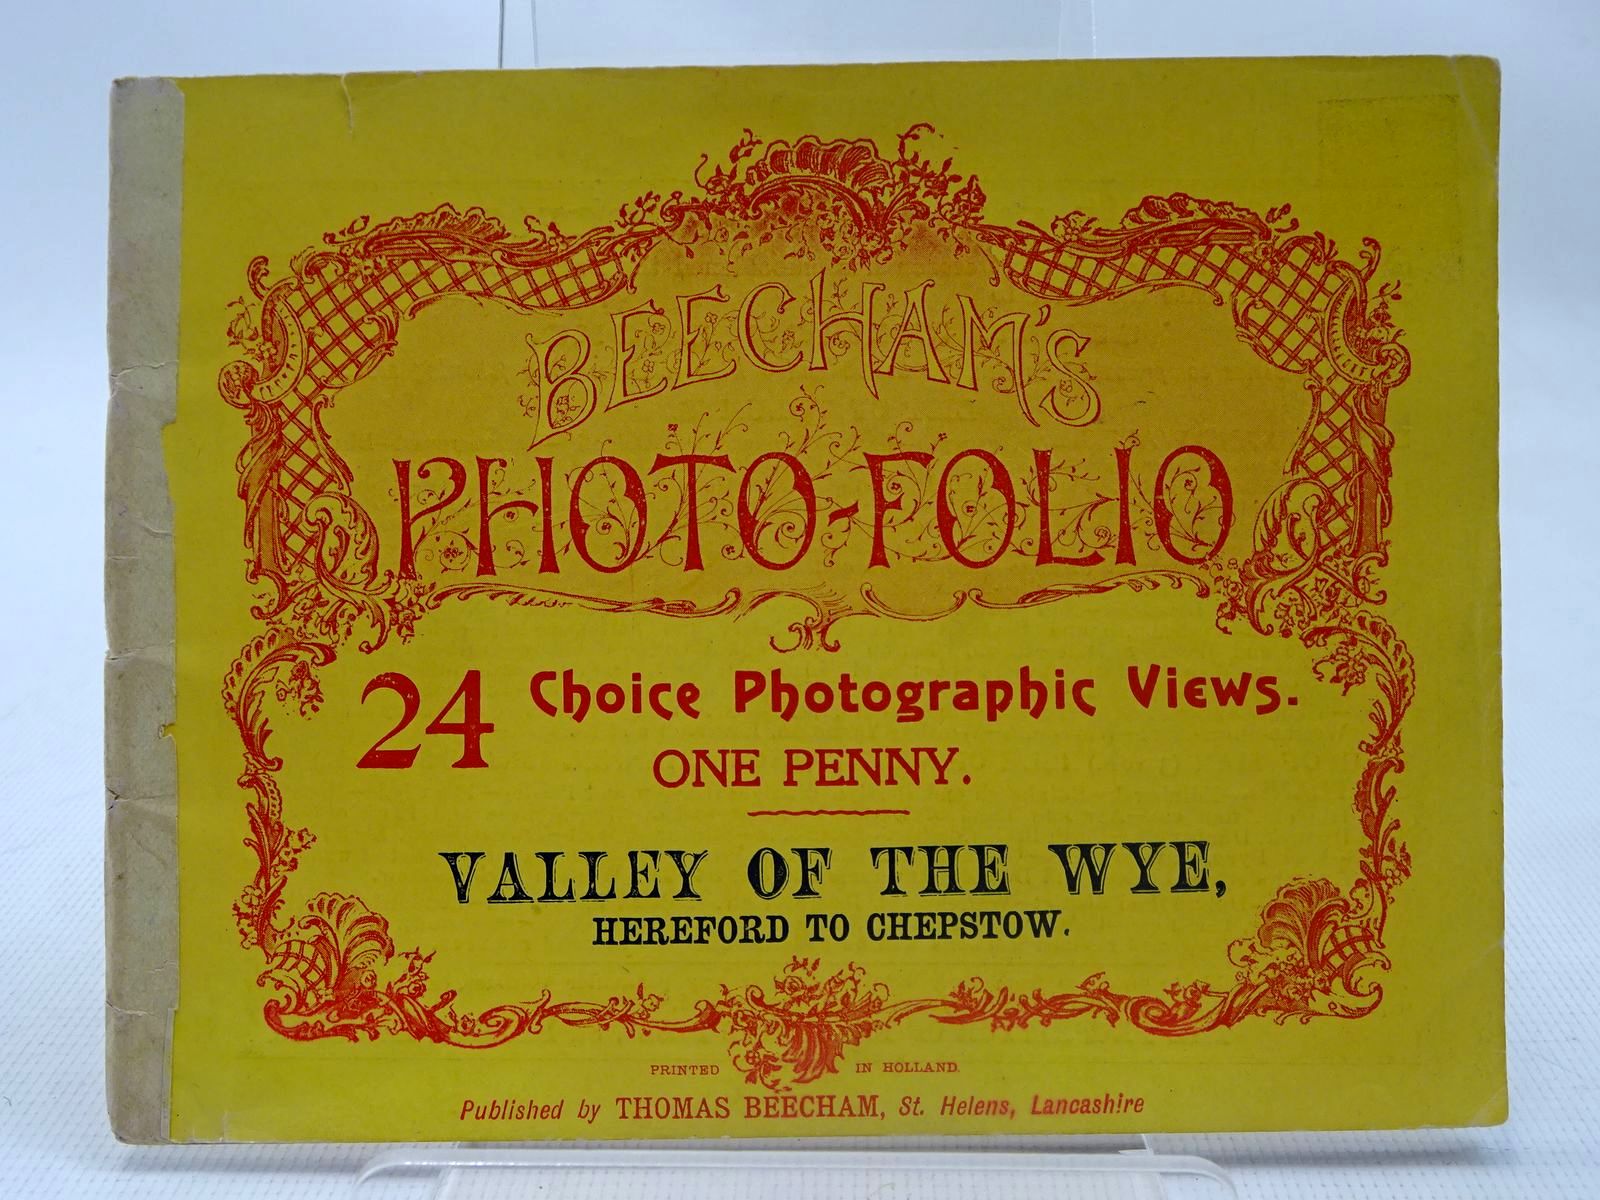 BEECHAM'S
PHOTO-FOLIO
24 Choice Photographic Views.
ONE PENNY.
VALLEY OF THE WYE,
HEREFORD TO CHEPSTOW.
PRINTED IN HOLLAND.
Published by THOMAS BEECHAM, St. Helens, Lancashire